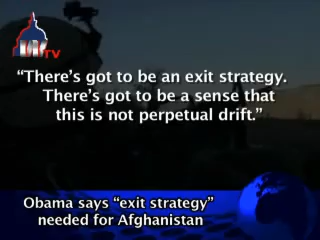 TV
“There’s got to be an exit strategy.
There’s got to be a sense that
this is not perpetual drift.”
Obama says “exit strategy”
needed for Afghanistan